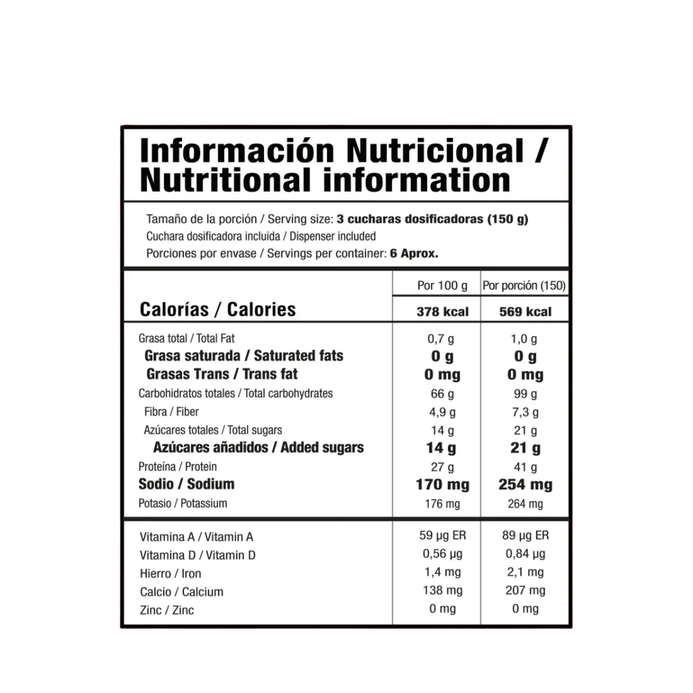 Información Nutricional /
Nutritional information
Tamaño de la porción / Serving size: 3 cucharas dosificadoras (150 g)
Cuchara dosificadora incluida / Dispenser included
Porciones por envase / Servings per container: 6 Aprox.
Por 100 g Por porción (150)
Calorías / Calories 378 kcal 569 kcal
Grasa total / Total Fat 0,7 g 1,0 g
Grasa saturada / Saturated fats 0 g 0 g
Grasas Trans / Trans fat 0 mg 0 mg
Carbohidratos totales / Total carbohydrates 66 g 99 g
Fibra / Fiber 4,9 g 7,3 g
Azúcares totales / Total sugars 14 g 21 g
Azúcares añadidos / Added sugars 14 g 21 g
Proteína / Protein 27 g 41 g
Sodio / Sodium 170 mg 254 mg
Potasio / Potassium 176 mg 264 mg
Vitamina A / Vitamin A 59 µg ER 89 µg ER
Vitamina D / Vitamin D 0,56 µg 0,84 µg
Hierro / Iron 1,4 mg 2,1 mg
Calcio / Calcium 138 mg 207 mg
Zinc / Zinc 0 mg 0 mg